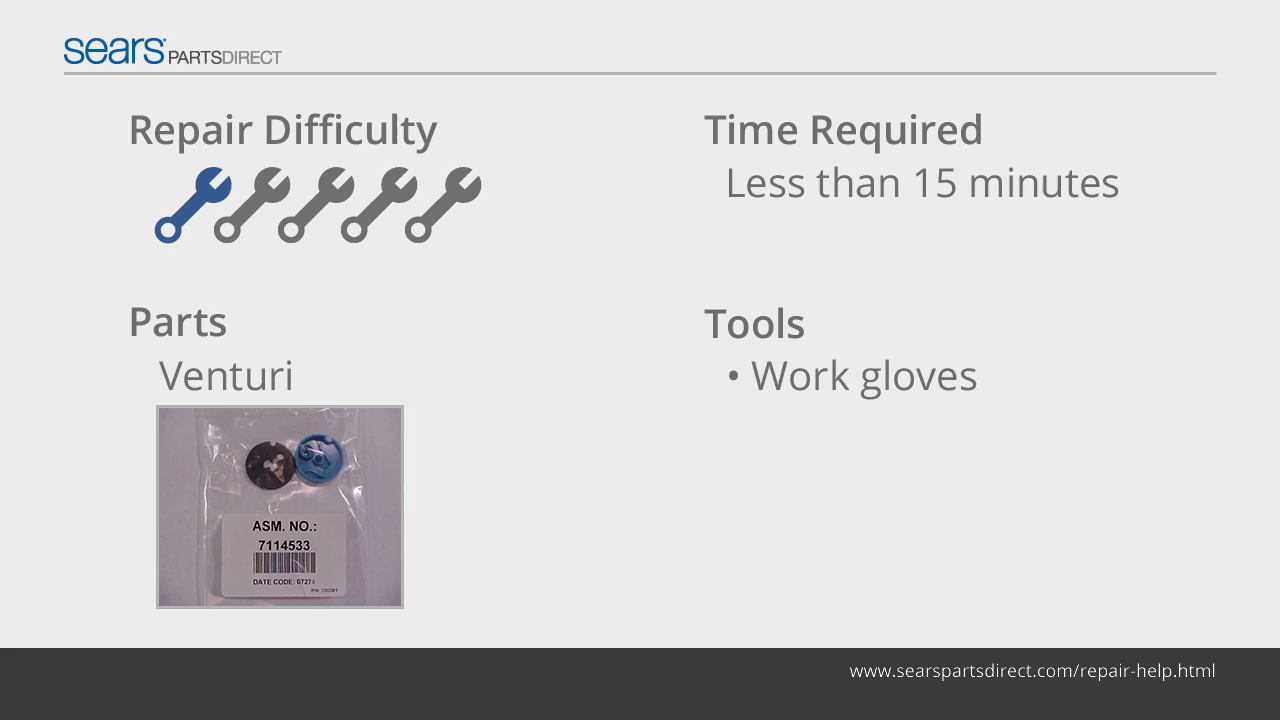 sears PARTSDIRECT
Repair Difficulty
Time Required
Less than 15 minutes
Parts
Venturi
Tools
• Work gloves
ASM. NO.:
7114533
DATE CODE: 07274
www.searspartsdirect.com/repair-help.html